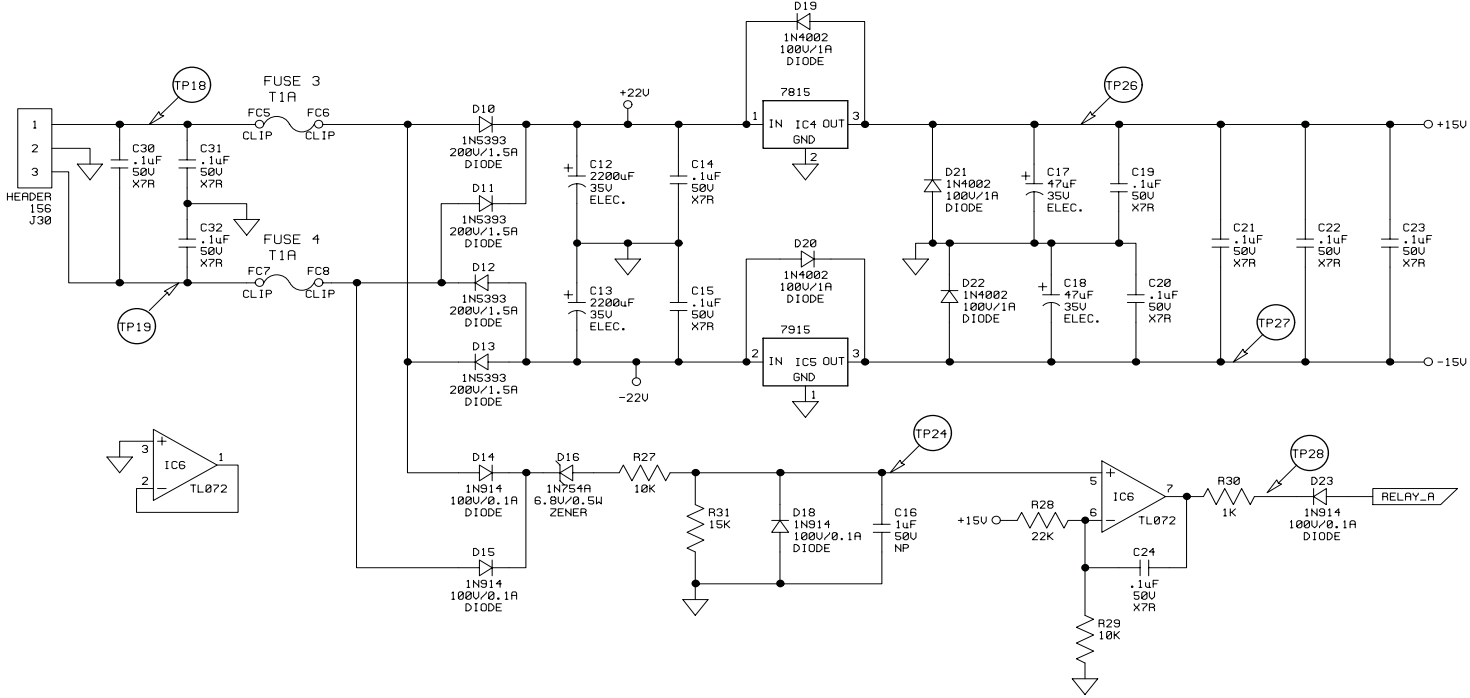 D19
1N4002
100V/1A
DIODE
TP18
FUSE 3
T1A
FC5
FC6
CLIP
CLIP
D10
1N5393
200V/1.5A
DIODE
+22V
7815
1
IN IC4 OUT
3
GND
2
TP26
+15V
1
2
3
HEADER
156
J30
C30
.1uF
50V
X7R
C31
.1uF
50V
X7R
C32
.1uF
50V
X7R
FUSE 4
T1A
FC7
FC8
CLIP
CLIP
TP19
D11
1N5393
200V/1.5A
DIODE
D12
1N5393
200V/1.5A
DIODE
D13
1N5393
200V/1.5A
DIODE
+
C12
2200uF
35V
ELEC.
C14
.1uF
50V
X7R
+
C13
2200uF
35V
ELEC.
C15
.1uF
50V
X7R
-22V
D20
1N4002
100V/1A
DIODE
7915
2
IN IC5 OUT
3
GND
1
D21
1N4002
100V/1A
DIODE
+
C17
47uF
35V
ELEC.
C19
.1uF
50V
X7R
D22
1N4002
100V/1A
DIODE
+
C18
47uF
35V
ELEC.
C20
.1uF
50V
X7R
C21
.1uF
50V
X7R
C22
.1uF
50V
X7R
C23
.1uF
50V
X7R
TP27
-15V
3
+
2
-
IC6
1
TL072
D14
1N914
100V/0.1A
DIODE
D16
1N754A
6.8V/0.5W
ZENER
R27
10K
D15
1N914
100V/0.1A
DIODE
R31
15K
D18
1N914
100V/0.1A
DIODE
C16
1uF
50V
NP
TP24
+15V
R28
22K
5
+
6
-
IC6
7
TL072
C24
.1uF
50V
X7R
R29
10K
R30
1K
TP28
D23
1N914
100V/0.1A
DIODE
RELAY_A